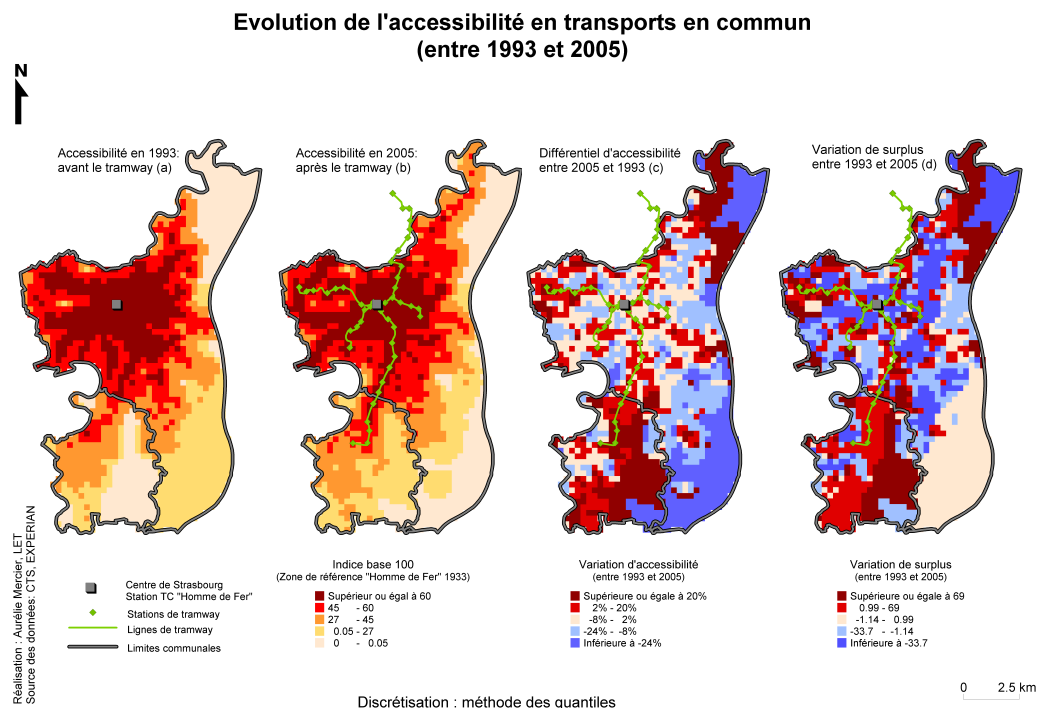 Evolution de l'accessibilité en transports en commun
(entre 1993 et 2005)
N
Accessibilité en 1993:
avant le tramway (a)
Accessibilité en 2005:
après le tramway (b)
Différentiel d'accessibilité
entre 2005 et 1993 (c)
Variation de surplus
entre 1993 et 2005 (d)
Réalisation : Aurélie Mercier, LET
Source des données: CTS, EXPERIAN
Centre de Strasbourg
Station TC "Homme de Fer"
Stations de tramway
Lignes de tramway
Limites communales
Indice base 100
(Zone de référence "Homme de Fer" 1933)
Supérieur ou égal à 60
45 - 60
27 - 45
0.05 - 27
0 - 0.05
Variation d'accessibilité
(entre 1993 et 2005)
Supérieure ou égale à 20%
2% - 20%
-8% - 2%
-24% - -8%
Inférieure à -24%
Variation de surplus
(entre 1993 et 2005)
Supérieure ou égale à 69
0.99 - 69
-1.14 - 0.99
-33.7 - -1.14
Inférieure à -33.7
0 2.5 km
Discrétisation : méthode des quantiles